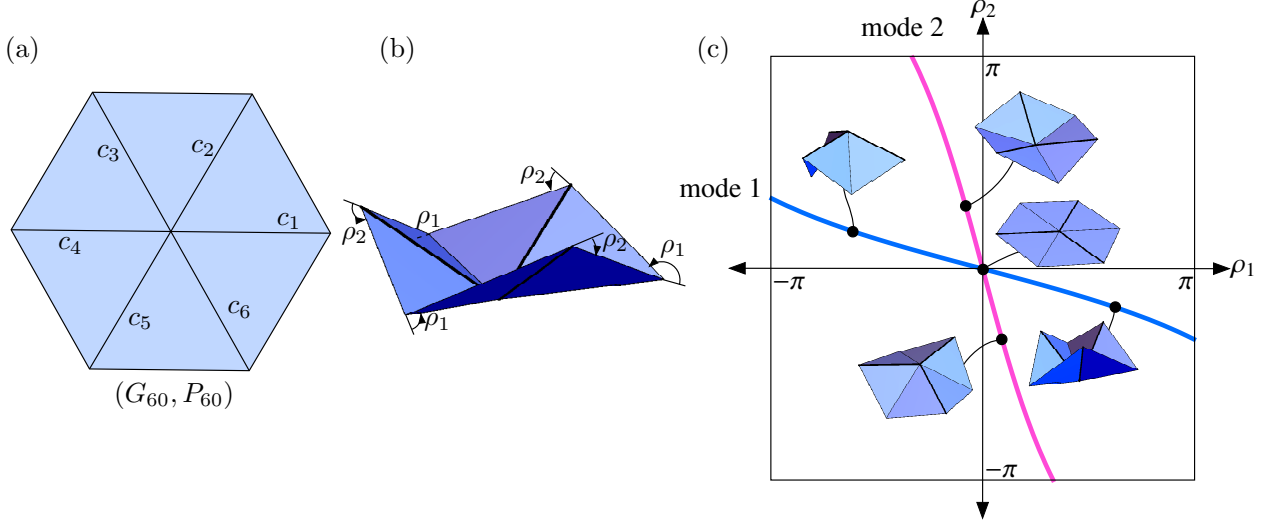 (a)
c₃
c₂
c₁
c₄
c₅
c₆
(G₆₀, P₆₀)
(b)
ρ₂
ρ₁
ρ₂
ρ₂
ρ₁
ρ₁
(c)
mode 2
ρ₂
π
mode 1
ρ₁
−π
π
−π